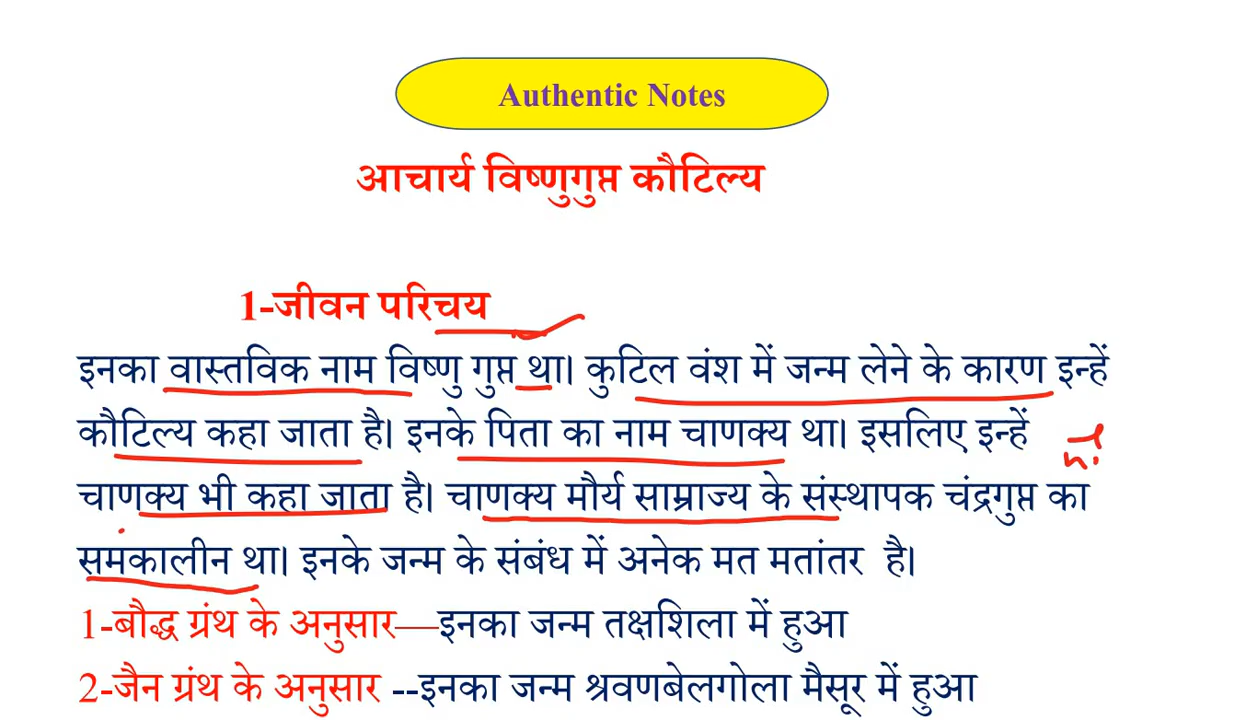 Authentic Notes
आचार्य विष्णुगुप्त कौटिल्य
1-जीवन परिचय
इनका वास्तविक नाम विष्णु गुप्त था। कुटिल वंश में जन्म लेने के कारण इन्हें
कौटिल्य कहा जाता है। इनके पिता का नाम चाणक्य था। इसलिए इन्हें
चाणक्य भी कहा जाता है। चाणक्य मौर्य साम्राज्य के संस्थापक चंद्रगुप्त का
समकालीन था। इनके जन्म के संबंध में अनेक मत मतांतर है।
1-बौद्ध ग्रंथ के अनुसार—इनका जन्म तक्षशिला में हुआ
2-जैन ग्रंथ के अनुसार --इनका जन्म श्रवणबेलगोला मैसूर में हुआ